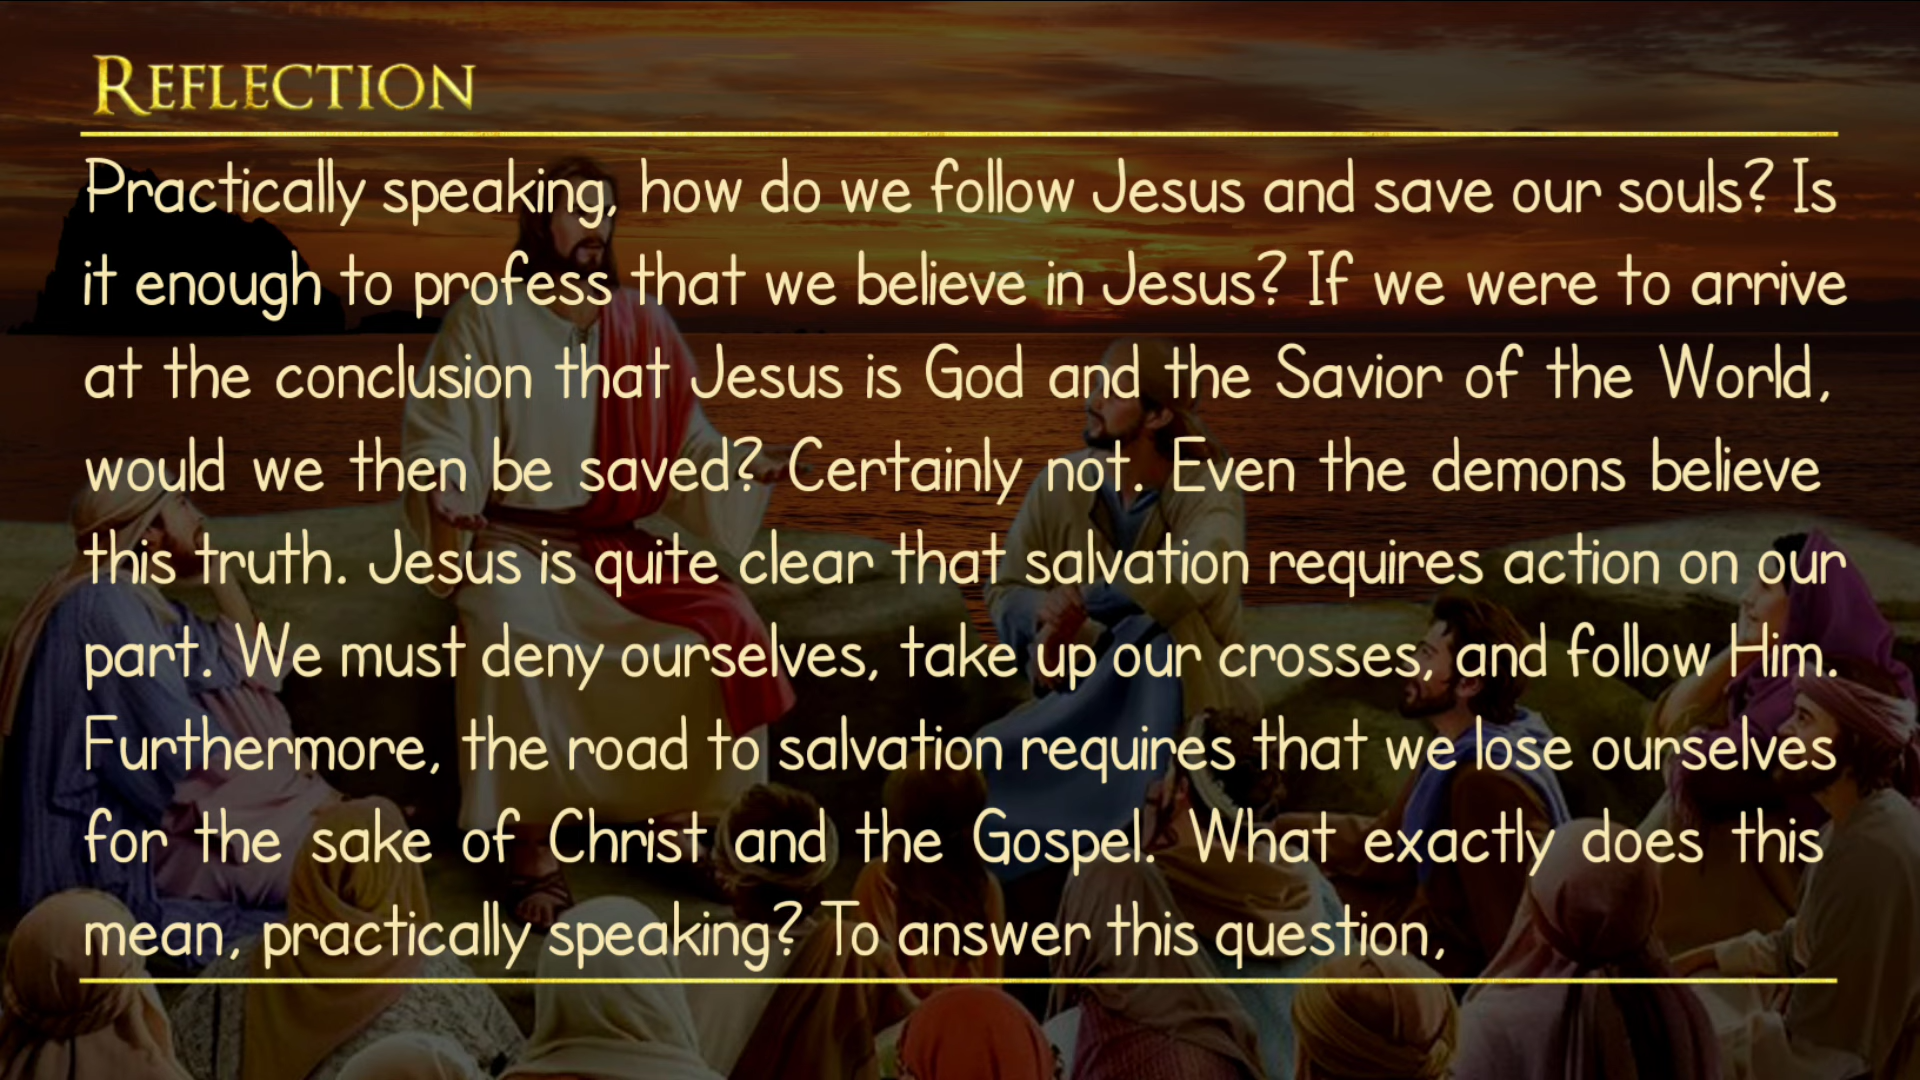 REFLECTION
Practically speaking, how do we follow Jesus and save our souls? Is
it enough to profess that we believe in Jesus? If we were to arrive
at the conclusion that Jesus is God and the Savior of the World,
would we then be saved? Certainly not. Even the demons believe
this truth. Jesus is quite clear that salvation requires action on our
part. We must deny ourselves, take up our crosses, and follow Him.
Furthermore, the road to salvation requires that we lose ourselves
for the sake of Christ and the Gospel. What exactly does this
mean, practically speaking? To answer this question,